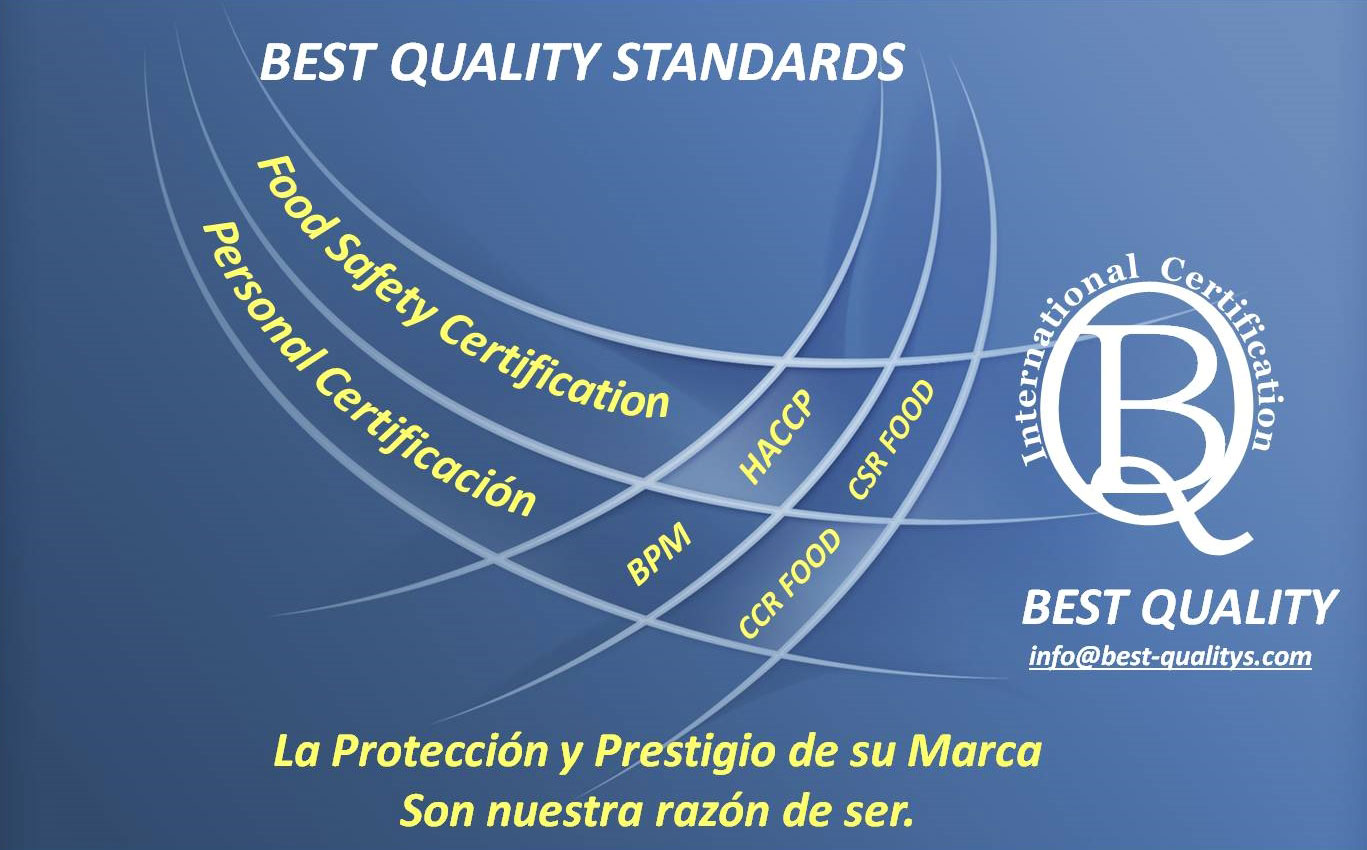 BEST QUALITY STANDARDS
Food Safety Certification
Personal Certificación
HACCP
CSR FOOD
BPM
CCR FOOD
International Certification
BQ
BEST QUALITY
info@best-qualitys.com
La Protección y Prestigio de su Marca
Son nuestra razón de ser.